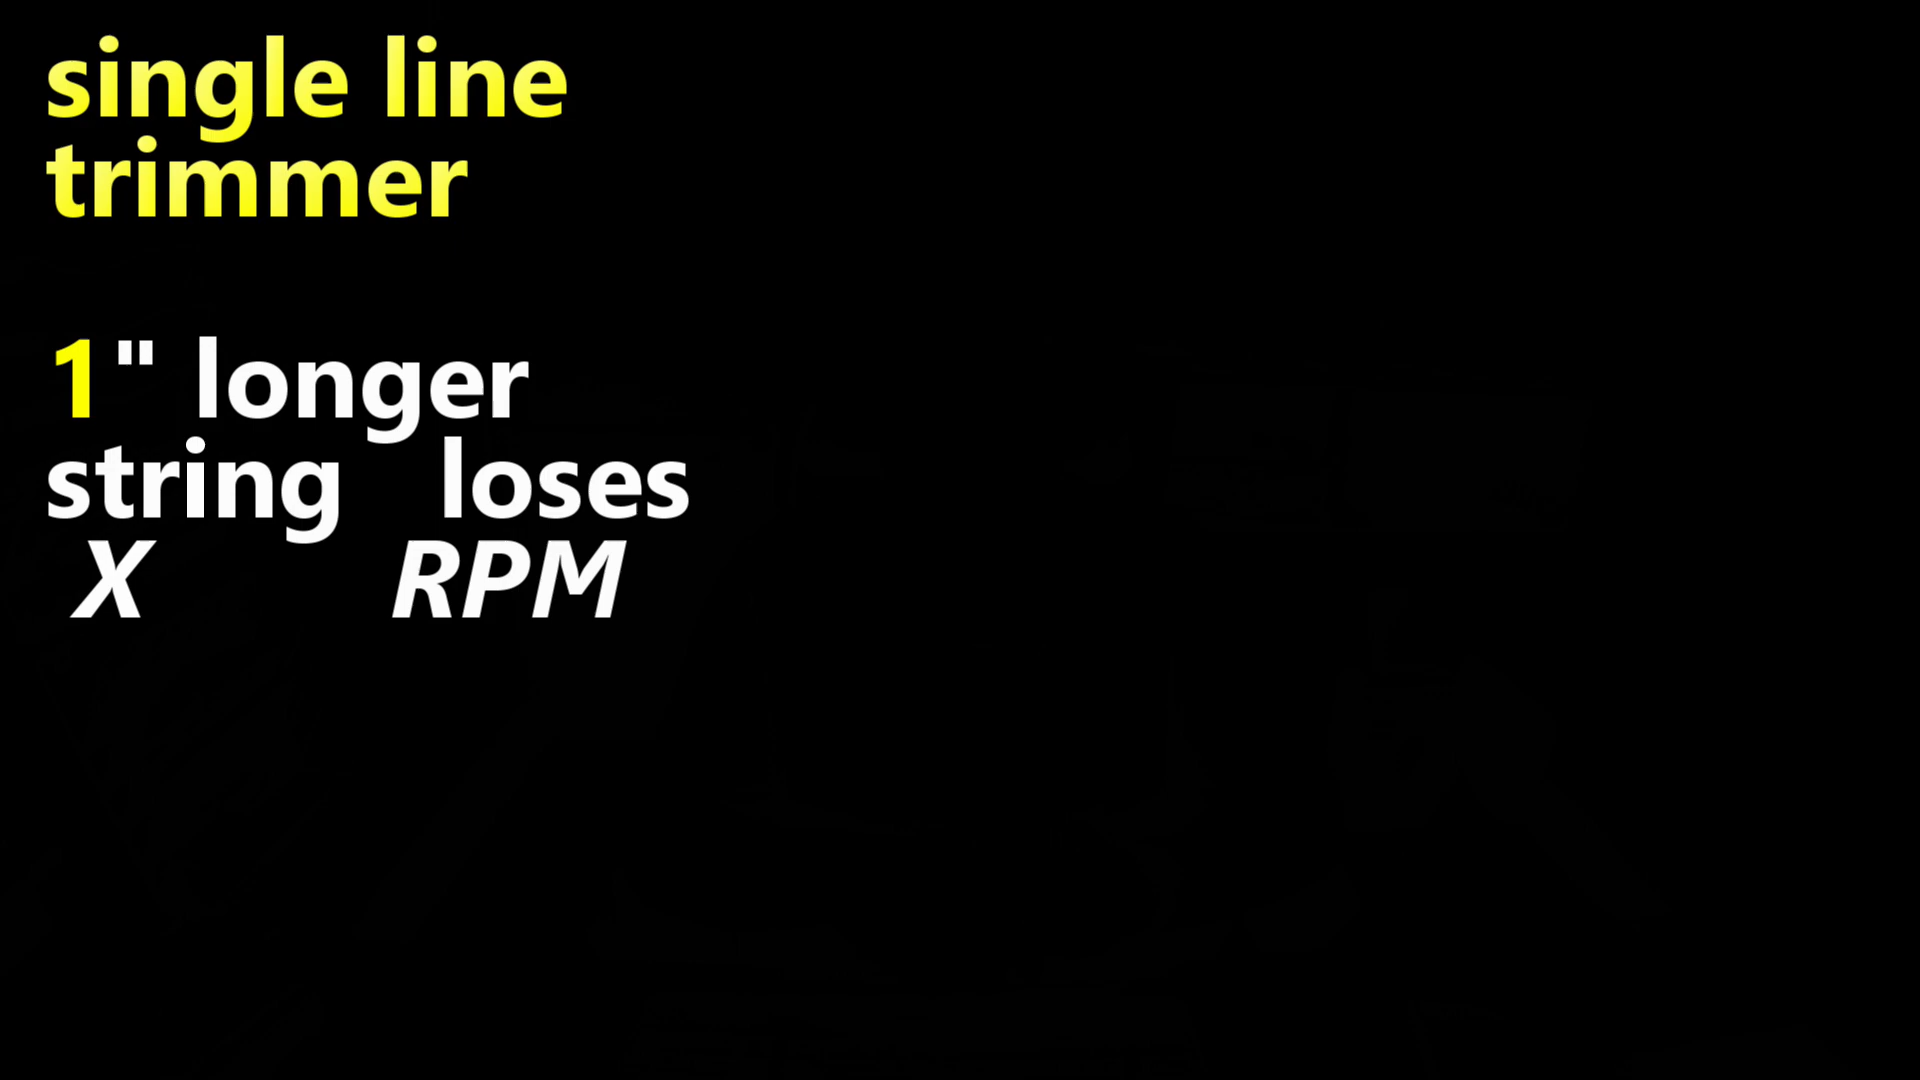 single line
trimmer
1" longer
string loses
X RPM